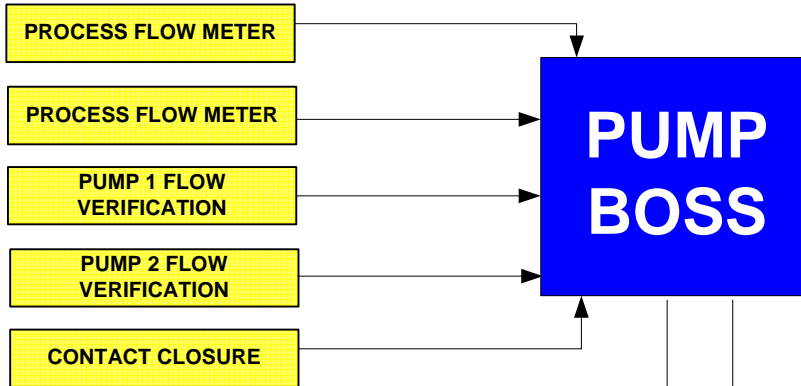 PROCESS FLOW METER
PROCESS FLOW METER
PUMP 1 FLOW
VERIFICATION
PUMP 2 FLOW
VERIFICATION
CONTACT CLOSURE
PUMP
BOSS